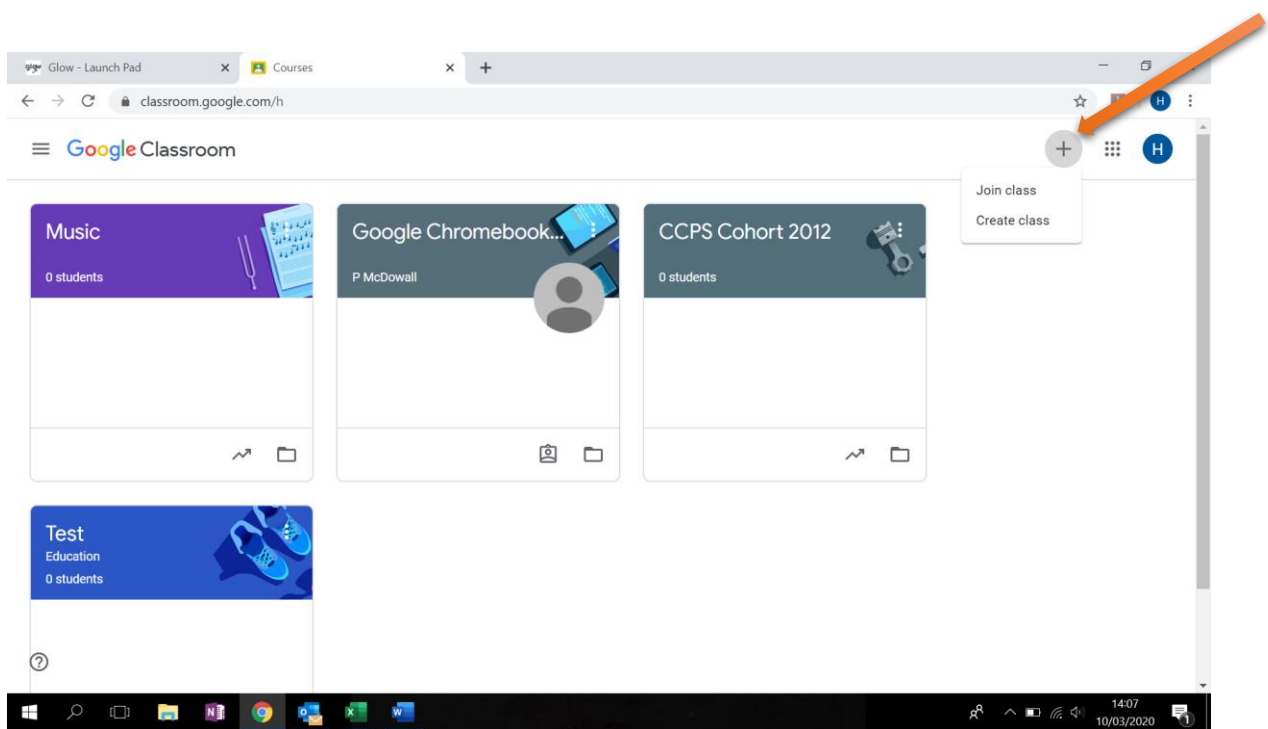 Glow - Launch Pad
Courses
classroom.google.com/h
H
Google Classroom
H
Join class
Create class
Music
0 students
Google Chromebook...
P McDowall
CCPS Cohort 2012
0 students
Test
Education
0 students
14:07
10/03/2020
1